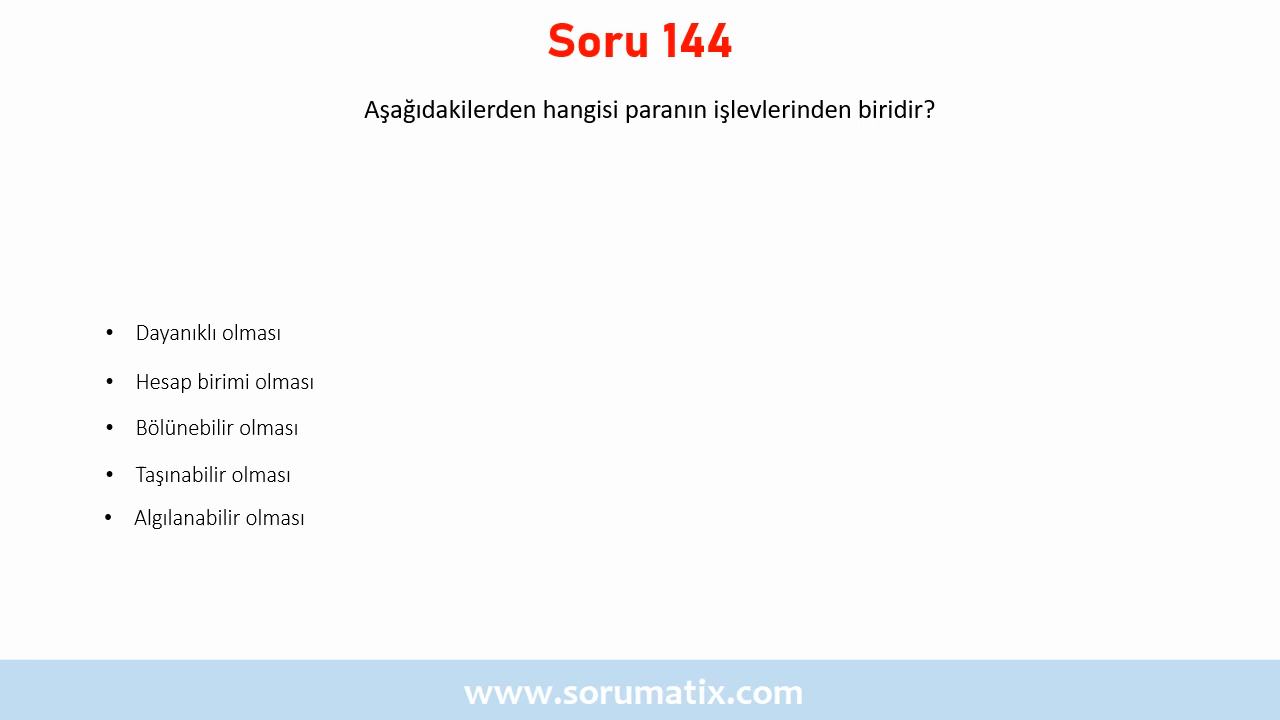 Soru 144
Aşağıdakilerden hangisi paranın işlevlerinden biridir?
• Dayanıklı olması
• Hesap birimi olması
• Bölünebilir olması
• Taşınabilir olması
• Algılanabilir olması
www.sorumatix.com